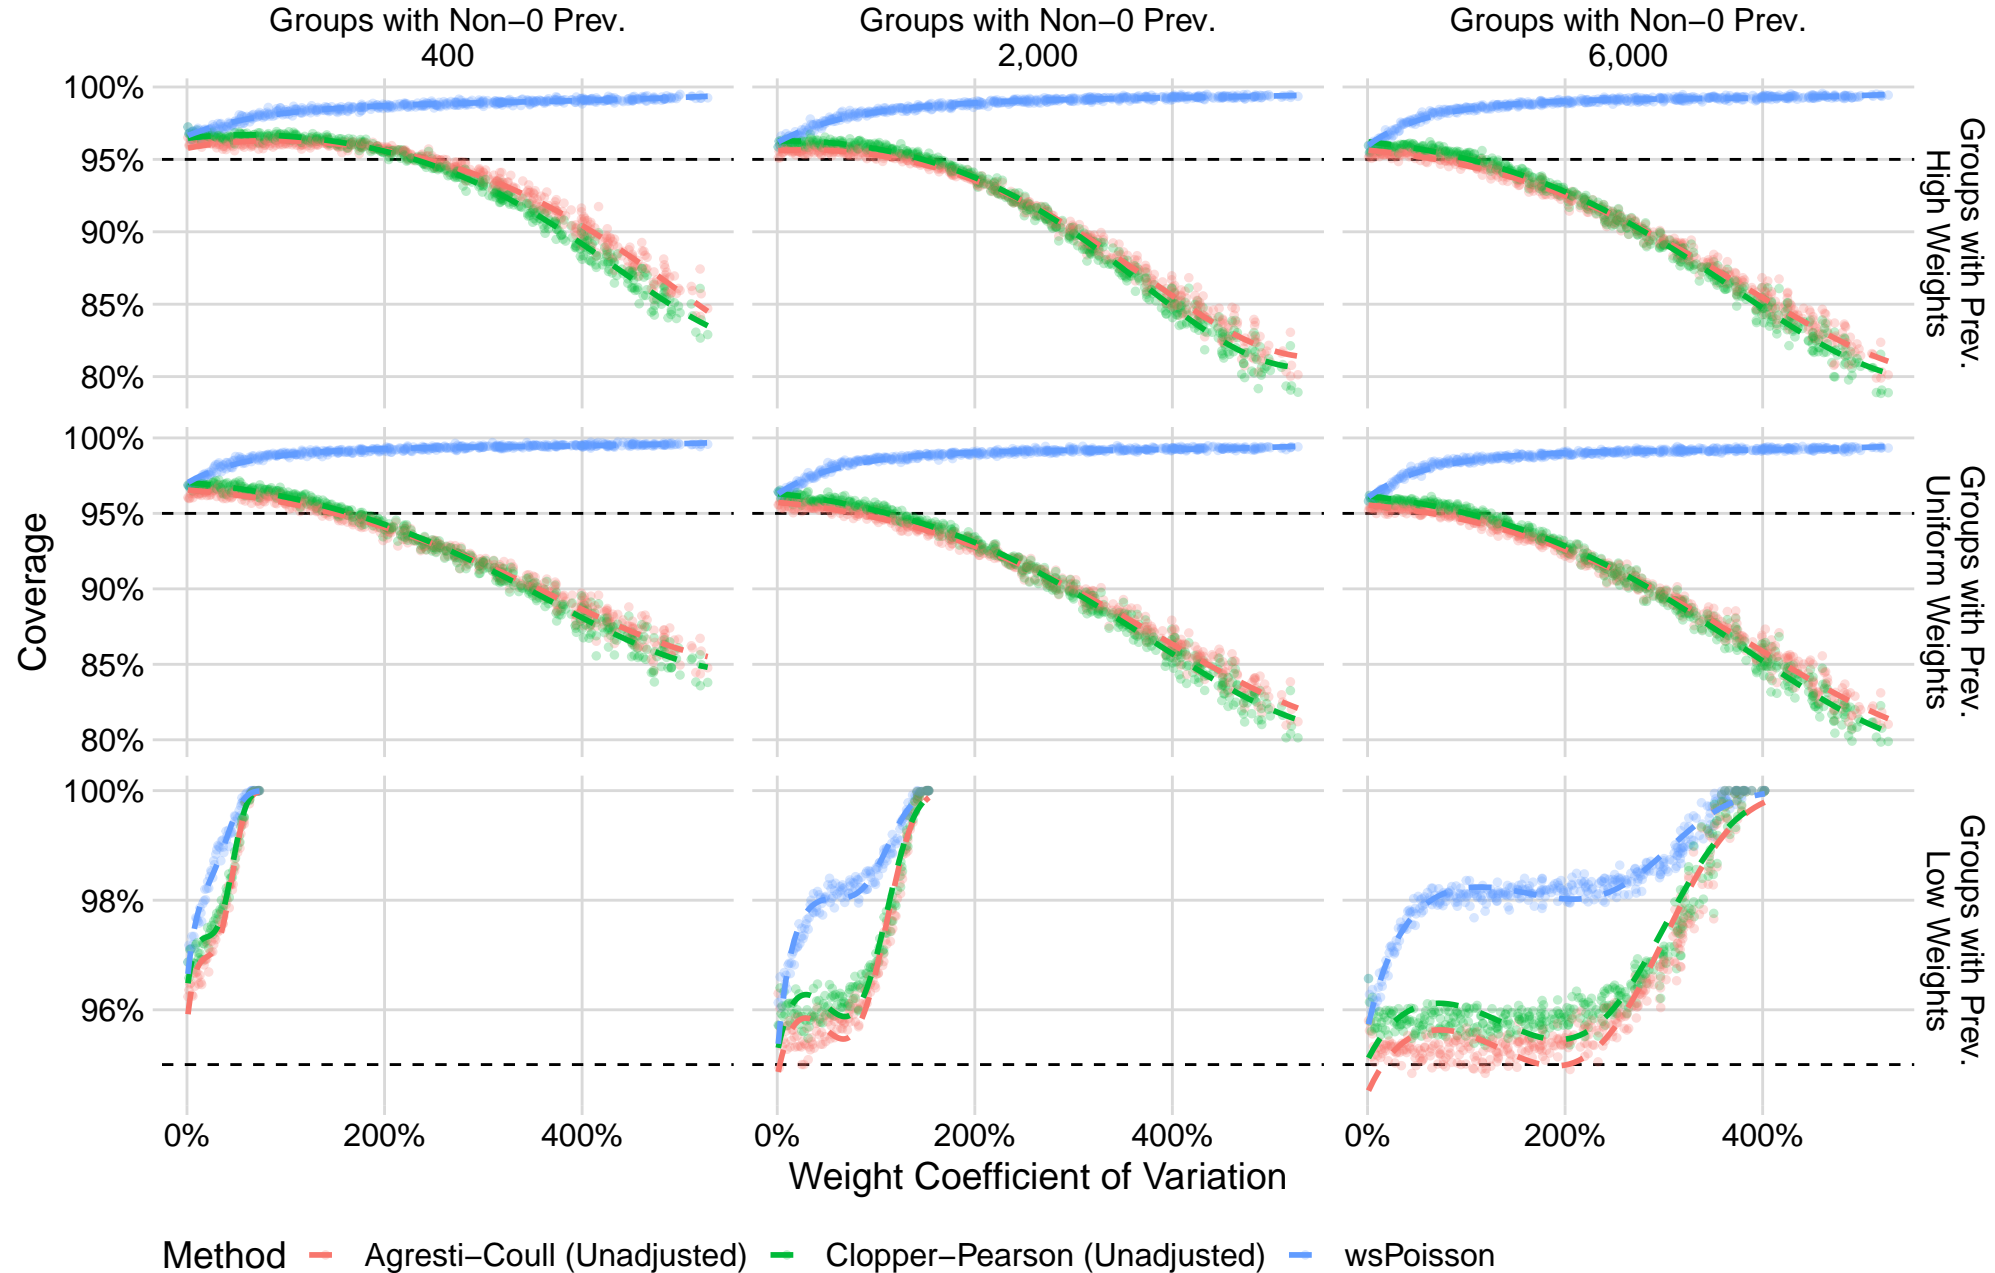 Groups with Non−0 Prev.
400
Groups with Non−0 Prev.
2,000
Groups with Non−0 Prev.
6,000
100%
95%
90%
85%
80%
Groups with Prev.
High Weights
100%
95%
90%
85%
80%
Groups with Prev.
Uniform Weights
100%
98%
96%
Groups with Prev.
Low Weights
Coverage
0% 200% 400% 0% 200% 400% 0% 200% 400%
Weight Coefficient of Variation
Method Agresti−Coull (Unadjusted) Clopper−Pearson (Unadjusted) wsPoisson